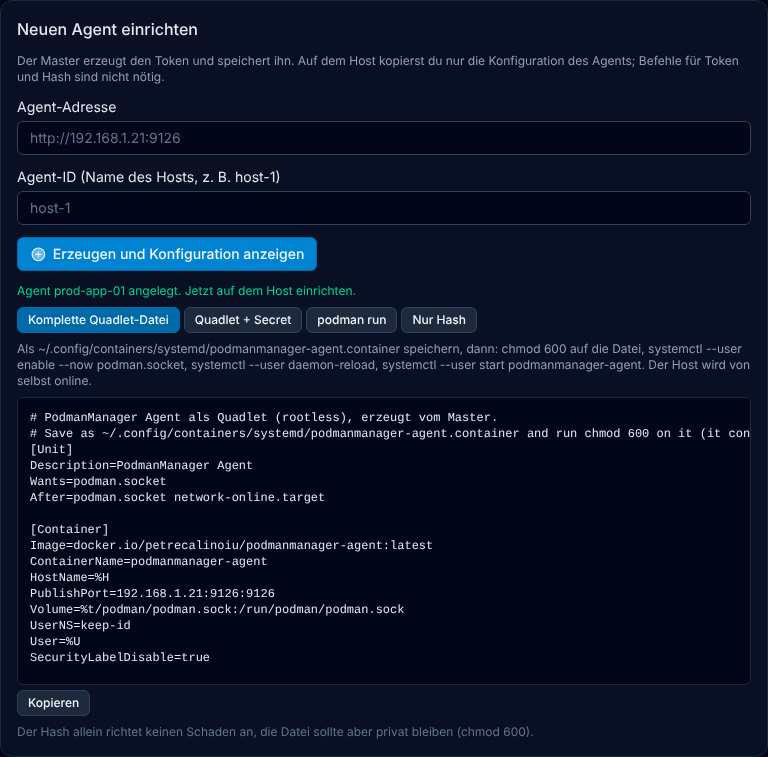 Neuen Agent einrichten
Der Master erzeugt den Token und speichert ihn. Auf dem Host kopierst du nur die Konfiguration des Agents; Befehle für Token
und Hash sind nicht nötig.
Agent-Adresse
http://192.168.1.21:9126
Agent-ID (Name des Hosts, z. B. host-1)
host-1
Erzeugen und Konfiguration anzeigen
Agent prod-app-01 angelegt. Jetzt auf dem Host einrichten.
Komplette Quadlet-Datei Quadlet + Secret podman run Nur Hash
Als ~/.config/containers/systemd/podmanmanager-agent.container speichern, dann: chmod 600 auf die Datei, systemctl --user
enable --now podman.socket, systemctl --user daemon-reload, systemctl --user start podmanmanager-agent. Der Host wird von
selbst online.
# PodmanManager Agent als Quadlet (rootless), erzeugt vom Master.
# Save as ~/.config/containers/systemd/podmanmanager-agent.container and run chmod 600 on it (it con
[Unit]
Description=PodmanManager Agent
Wants=podman.socket
After=podman.socket network-online.target
[Container]
Image=docker.io/petrecalinoiu/podmanmanager-agent:latest
ContainerName=podmanmanager-agent
HostName=%H
PublishPort=192.168.1.21:9126:9126
Volume=%t/podman/podman.sock:/run/podman/podman.sock
UserNS=keep-id
User=%U
SecurityLabelDisable=true
Kopieren
Der Hash allein richtet keinen Schaden an, die Datei sollte aber privat bleiben (chmod 600).